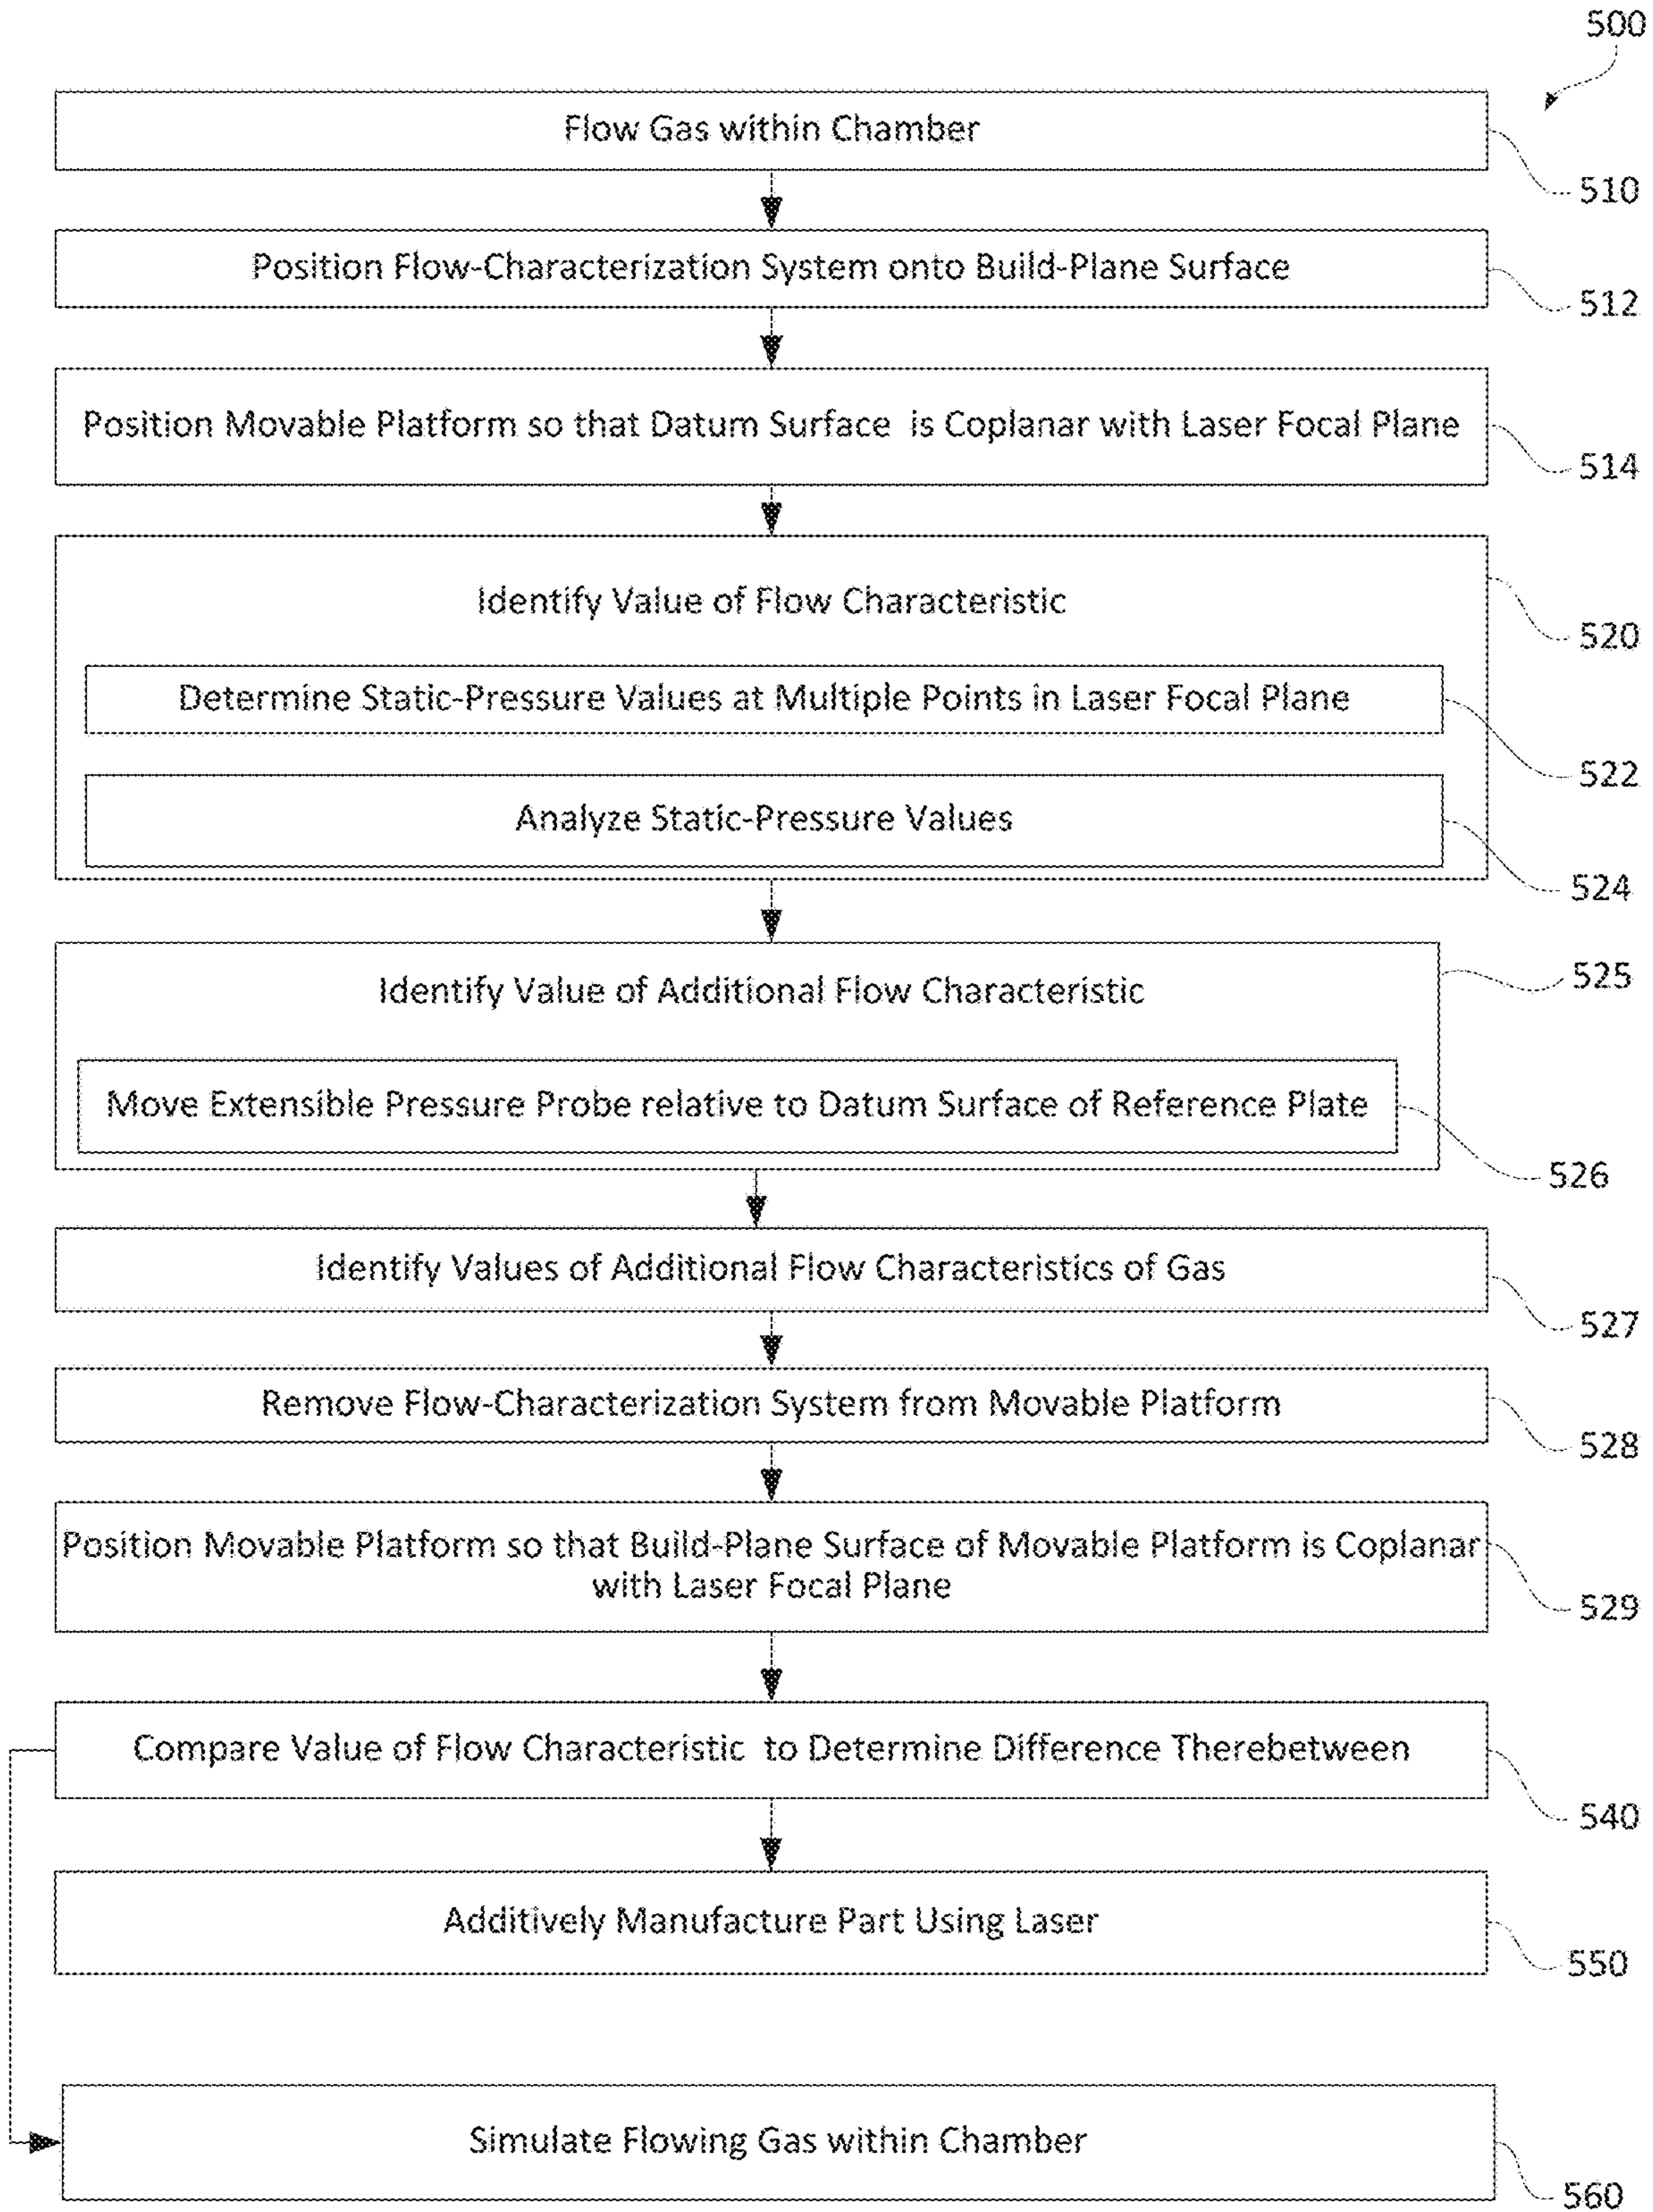 500
Flow Gas within Chamber
510
Position Flow-Characterization System onto Build-Plane Surface
512
Position Movable Platform so that Datum Surface is Coplanar with Laser Focal Plane
514
Identify Value of Flow Characteristic
520
Determine Static-Pressure Values at Multiple Points in Laser Focal Plane
522
Analyze Static-Pressure Values
524
Identify Value of Additional Flow Characteristic
525
Move Extensible Pressure Probe relative to Datum Surface of Reference Plate
526
Identify Values of Additional Flow Characteristics of Gas
527
Remove Flow-Characterization System from Movable Platform
528
Position Movable Platform so that Build-Plane Surface of Movable Platform is Coplanar
with Laser Focal Plane
529
Compare Value of Flow Characteristic to Determine Difference Therebetween
540
Additively Manufacture Part Using Laser
550
Simulate Flowing Gas within Chamber
560